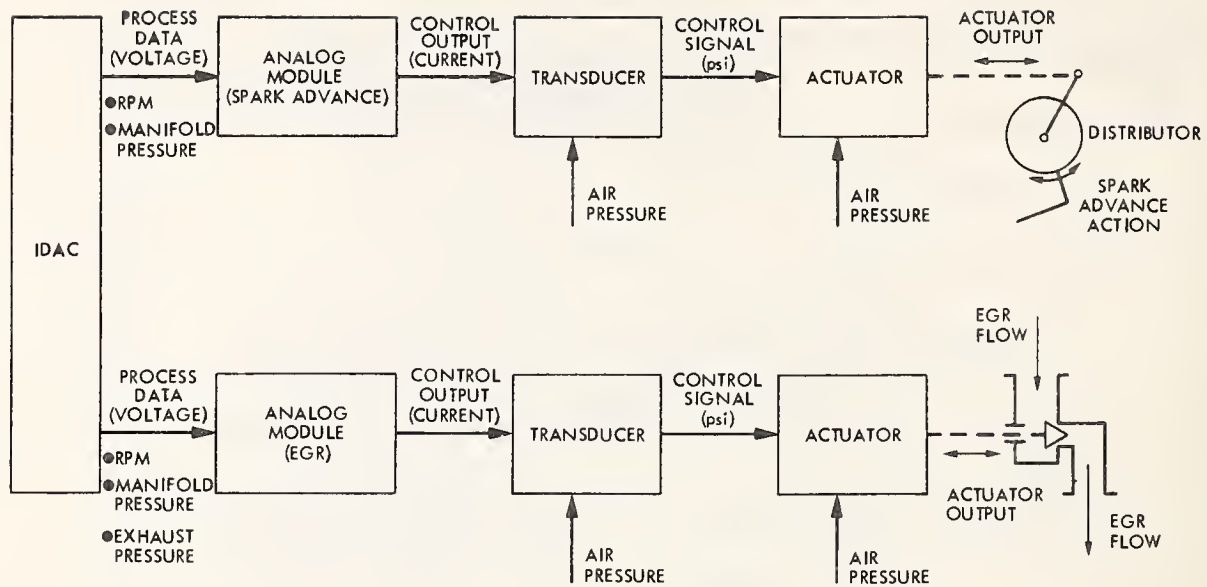 IDAC
PROCESS
DATA
(VOLTAGE)
●RPM
●MANIFOLD
PRESSURE
ANALOG
MODULE
(SPARK ADVANCE)
CONTROL
OUTPUT
(CURRENT)
TRANSDUCER
AIR
PRESSURE
CONTROL
SIGNAL
(psi)
ACTUATOR
AIR
PRESSURE
ACTUATOR
OUTPUT
DISTRIBUTOR
SPARK
ADVANCE
ACTION
PROCESS
DATA
(VOLTAGE)
●RPM
●MANIFOLD
PRESSURE
●EXHAUST
PRESSURE
ANALOG
MODULE
(EGR)
CONTROL
OUTPUT
(CURRENT)
TRANSDUCER
AIR
PRESSURE
CONTROL
SIGNAL
(psi)
ACTUATOR
AIR
PRESSURE
ACTUATOR
OUTPUT
EGR
FLOW
EGR
FLOW